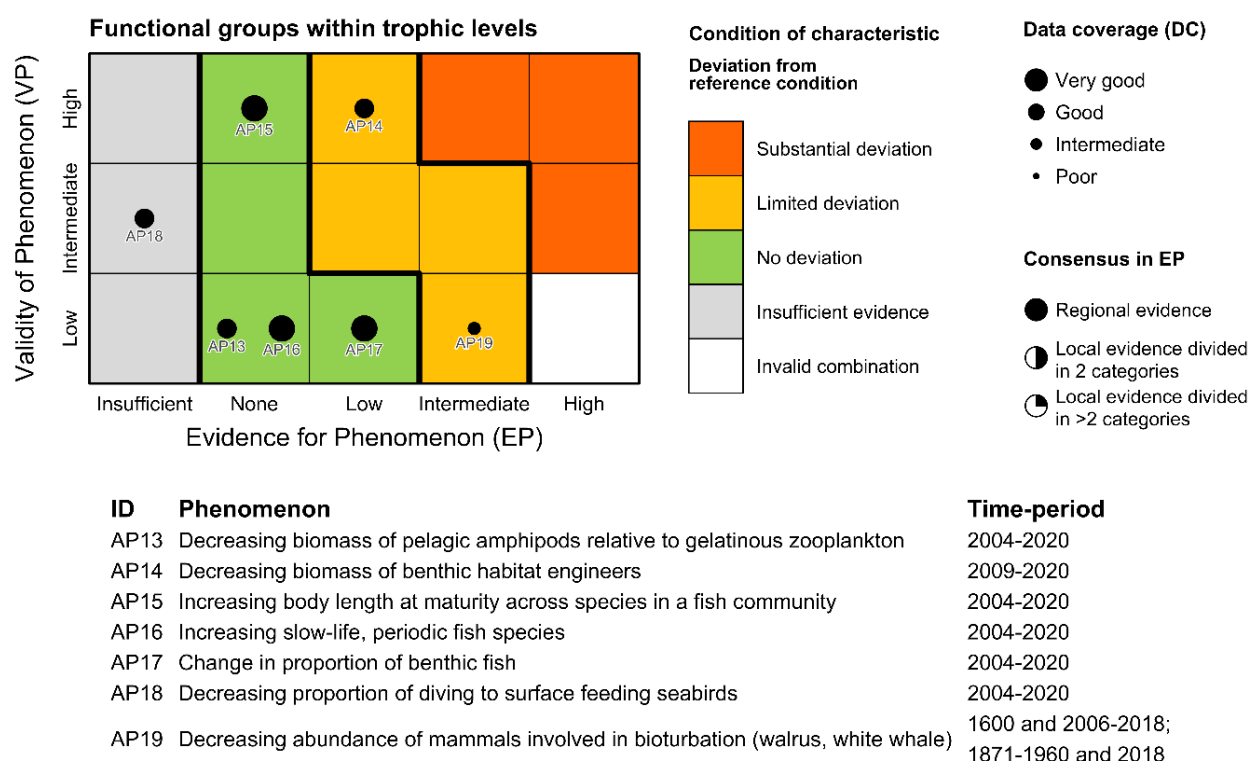 Functional groups within trophic levels
Validity of Phenomenon (VP)
High
Intermediate
Low
AP15
AP14
AP18
AP13
AP16
AP17
AP19
Insufficient
None
Low
Intermediate
High
Evidence for Phenomenon (EP)
Condition of characteristic
Deviation from
reference condition
Substantial deviation
Limited deviation
No deviation
Insufficient evidence
Invalid combination
Data coverage (DC)
Very good
Good
Intermediate
Poor
Consensus in EP
Regional evidence
Local evidence divided
in 2 categories
Local evidence divided
in >2 categories
ID Phenomenon Time-period
AP13 Decreasing biomass of pelagic amphipods relative to gelatinous zooplankton 2004-2020
AP14 Decreasing biomass of benthic habitat engineers 2009-2020
AP15 Increasing body length at maturity across species in a fish community 2004-2020
AP16 Increasing slow-life, periodic fish species 2004-2020
AP17 Change in proportion of benthic fish 2004-2020
AP18 Decreasing proportion of diving to surface feeding seabirds 2004-2020
AP19 Decreasing abundance of mammals involved in bioturbation (walrus, white whale) 1600 and 2006-2018;
1871-1960 and 2018